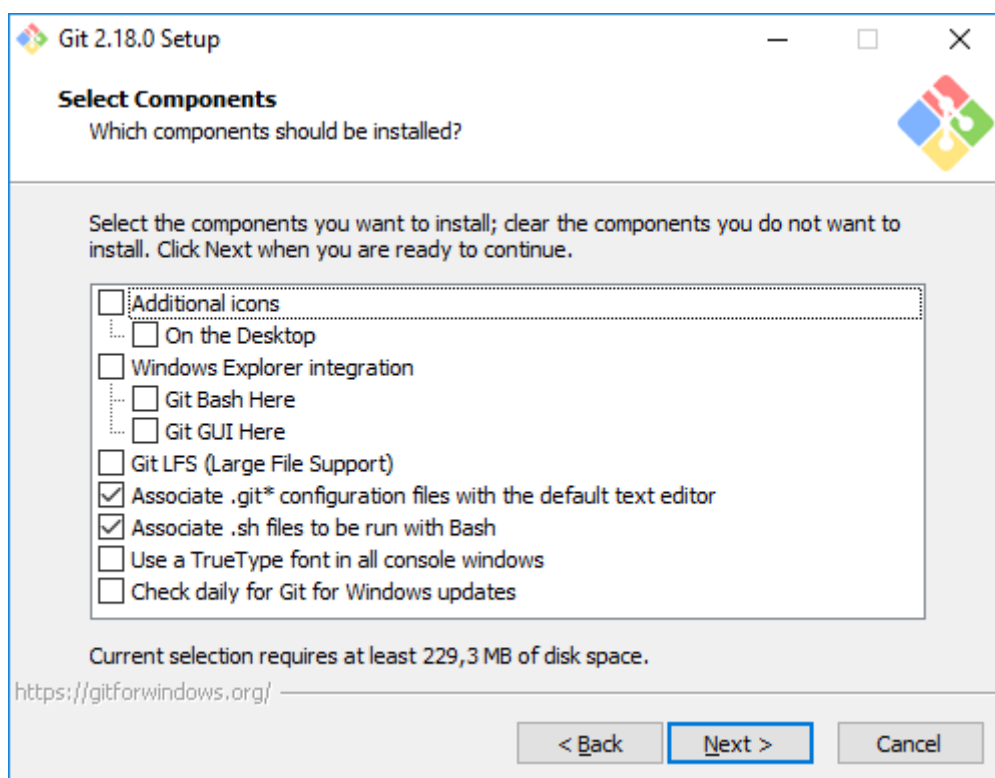 Git 2.18.0 Setup
Select Components
Which components should be installed?
Select the components you want to install; clear the components you do not want to
install. Click Next when you are ready to continue.
Additional icons
On the Desktop
Windows Explorer integration
Git Bash Here
Git GUI Here
Git LFS (Large File Support)
Associate .git* configuration files with the default text editor
Associate .sh files to be run with Bash
Use a TrueType font in all console windows
Check daily for Git for Windows updates
Current selection requires at least 229,3 MB of disk space.
https://gitforwindows.org/
< Back
Next >
Cancel